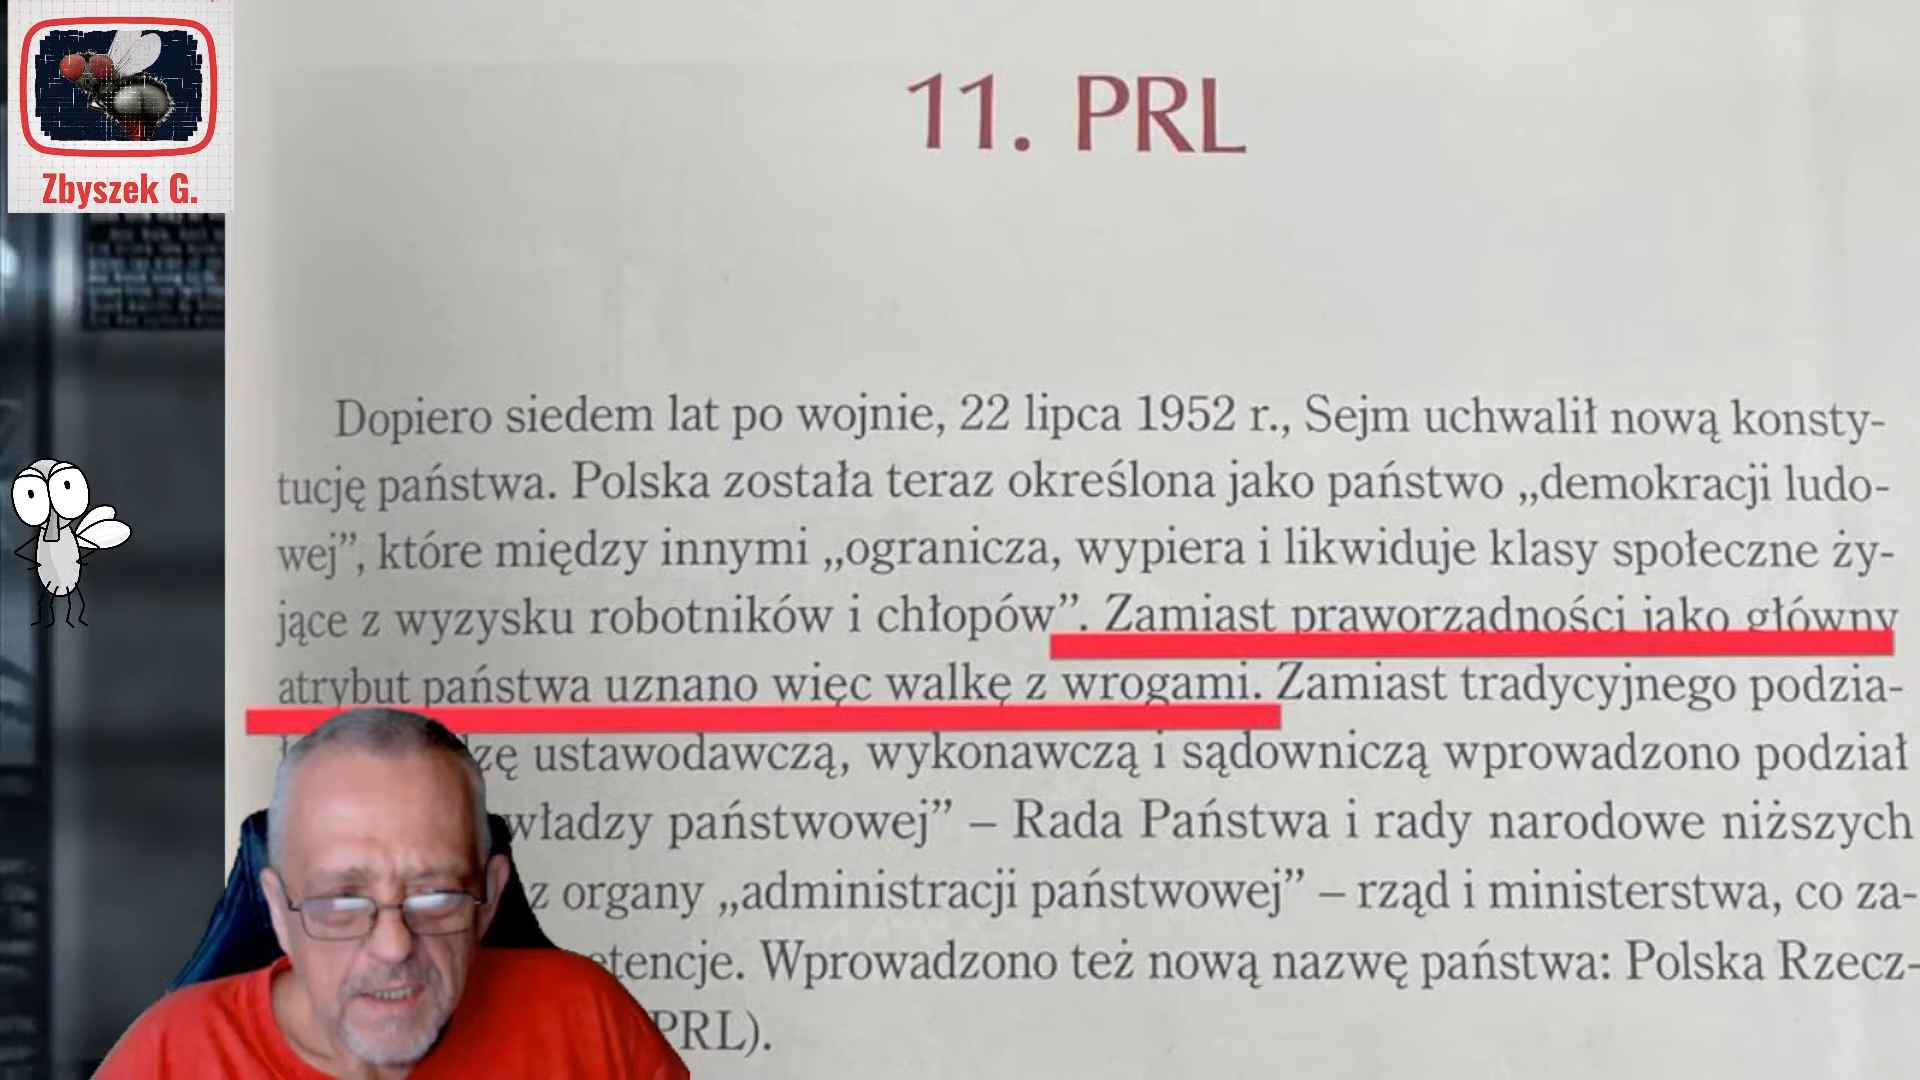 Zbyszek G.
11. PRL
Dopiero siedem lat po wojnie, 22 lipca 1952 r., Sejm uchwalił nową konsty-
tucję państwa. Polska została teraz określona jako państwo „demokracji ludo-
wej”, które między innymi „ogranicza, wypiera i likwiduje klasy społeczne ży-
jące z wyzysku robotników i chłopów”. Zamiast praworządności jako główny
atrybut państwa uznano więc walkę z wrogami. Zamiast tradycyjnego podzia-
ustawodawczą, wykonawczą i sądowniczą wprowadzono podział
władzy państwowej” – Rada Państwa i rady narodowe niższych
z organy „administracji państwowej” – rząd i ministerstwa, co za-
etencje. Wprowadzono też nową nazwę państwa: Polska Rzecz-
PRL).